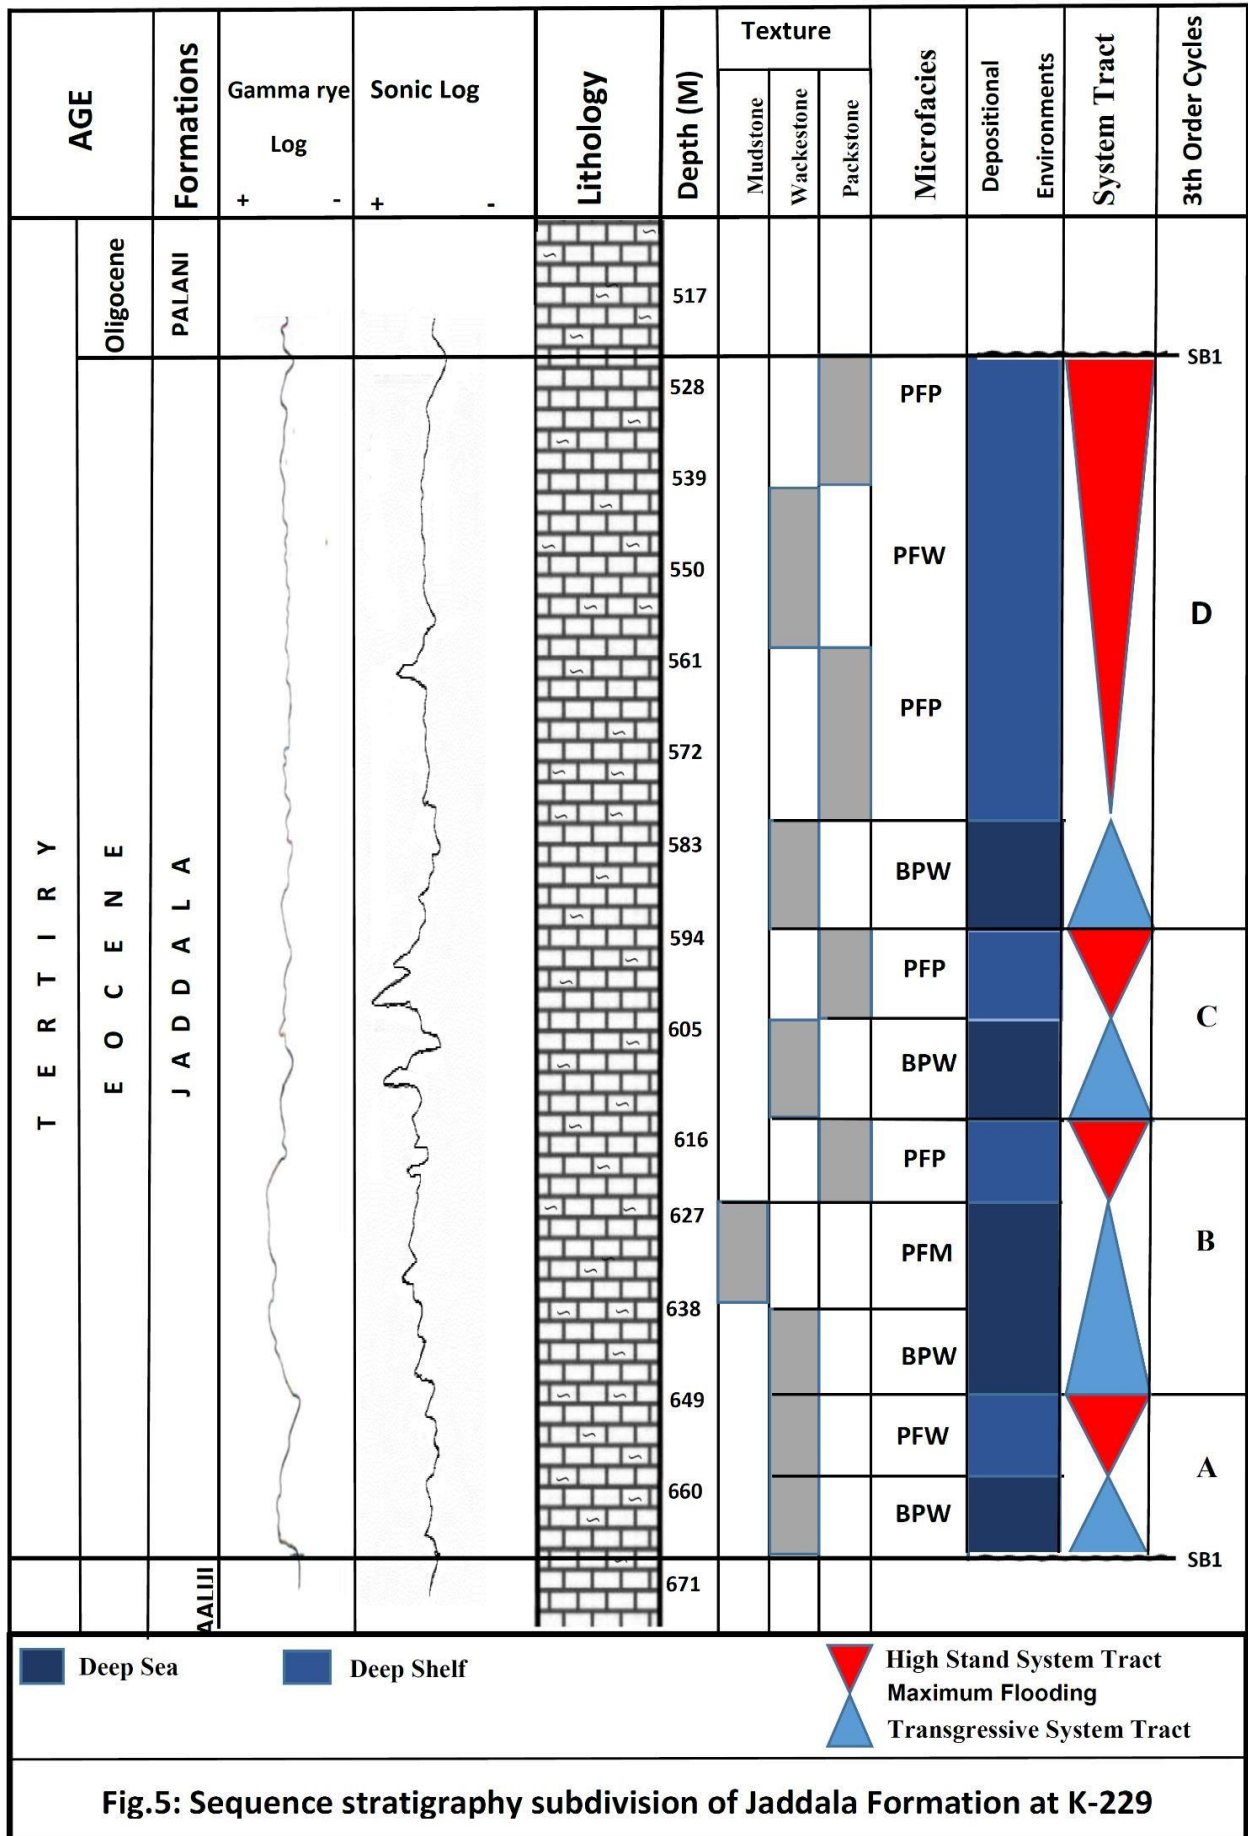 AGE
Formations
Gamma rye
Log
+ -
Sonic Log
+ -
Lithology
Depth (M)
Texture
Mudstone
Wackestone
Packstone
Microfacies
Depositional
Environments
System Tract
3th Order Cycles
TERTIRY
Oligocene
EOCENE
PALANI
JADDALA
AALIJI
517
528
539
550
561
572
583
594
605
616
627
638
649
660
671
PFP
PFW
PFP
BPW
PFP
BPW
PFP
PFM
BPW
PFW
BPW
SB1
D
C
B
A
SB1
Deep Sea
Deep Shelf
High Stand System Tract
Maximum Flooding
Transgressive System Tract
Fig.5: Sequence stratigraphy subdivision of Jaddala Formation at K-229